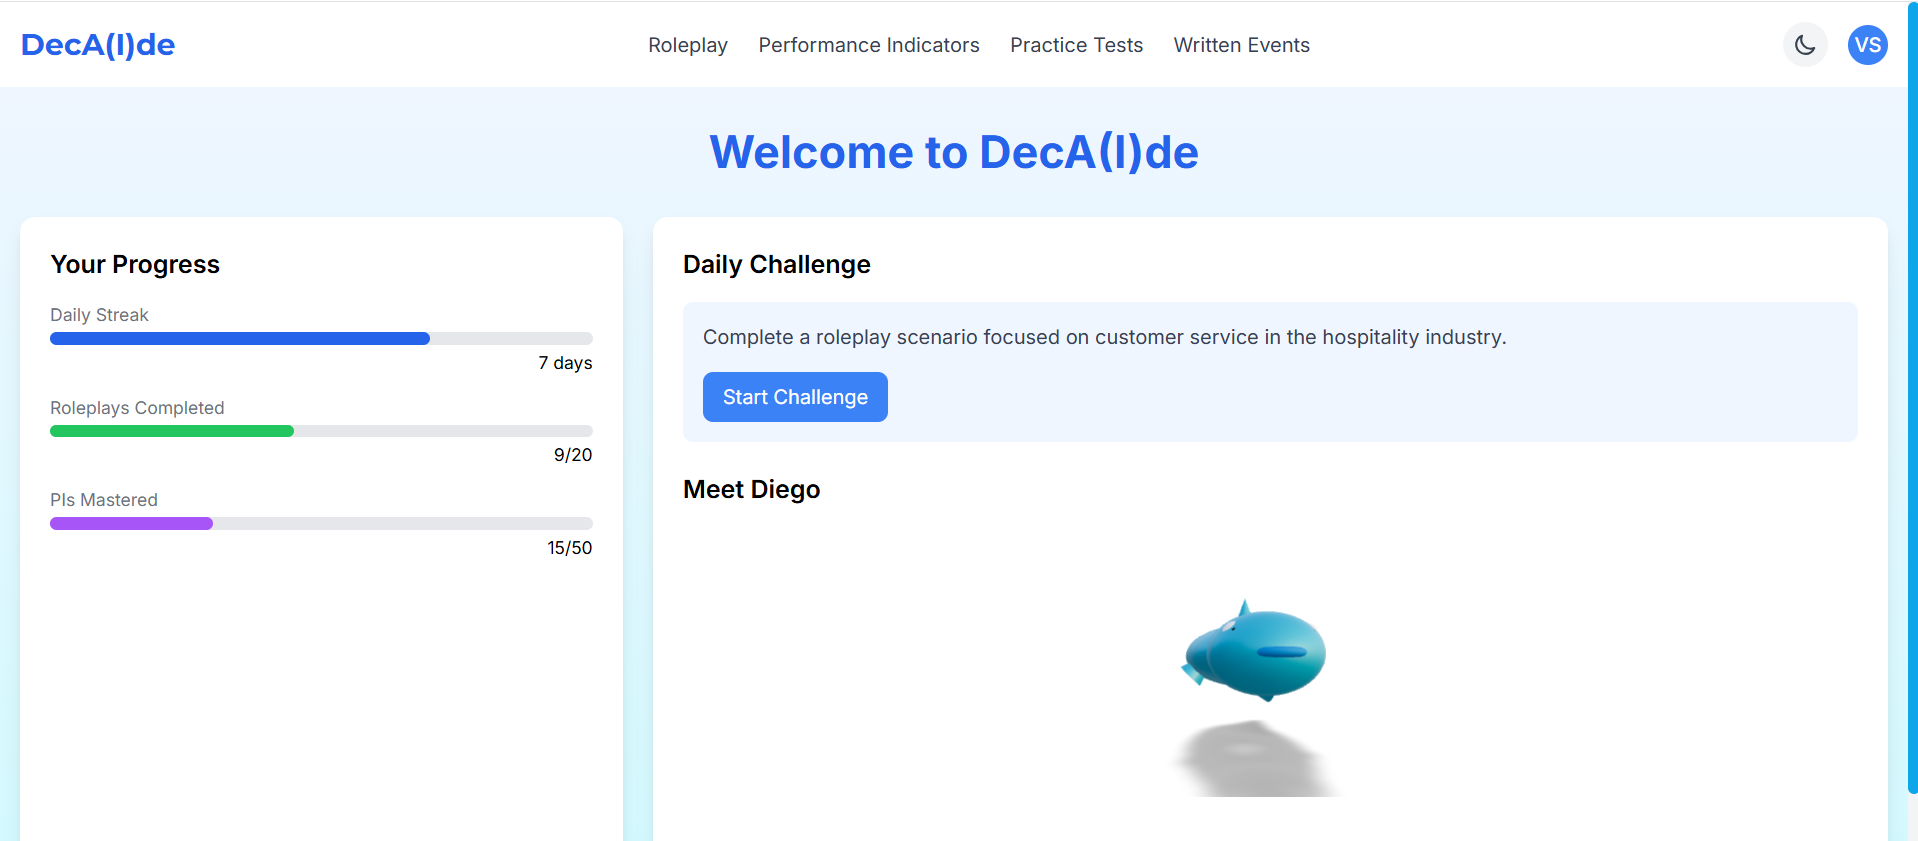 DecA(I)de
Roleplay Performance Indicators Practice Tests Written Events
VS
Welcome to DecA(I)de
Your Progress
Daily Streak
7 days
Roleplays Completed
9/20
PIs Mastered
15/50
Daily Challenge
Complete a roleplay scenario focused on customer service in the hospitality industry.
Start Challenge
Meet Diego